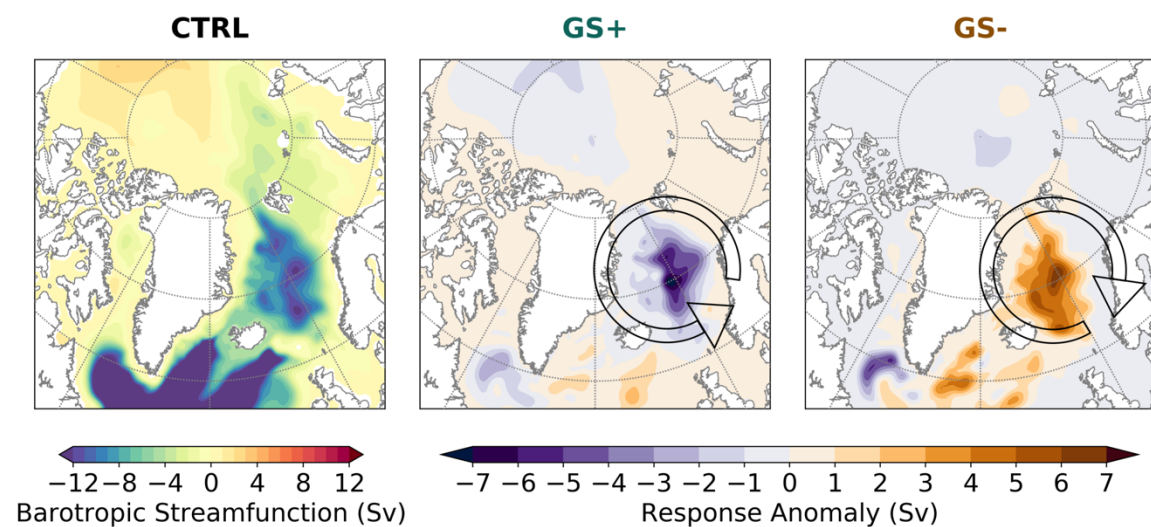 CTRL GS+ GS-
−12 −8 −4 0 4 8 12 −7 −6 −5 −4 −3 −2 −1 0 1 2 3 4 5 6 7
Barotropic Streamfunction (Sv) Response Anomaly (Sv)